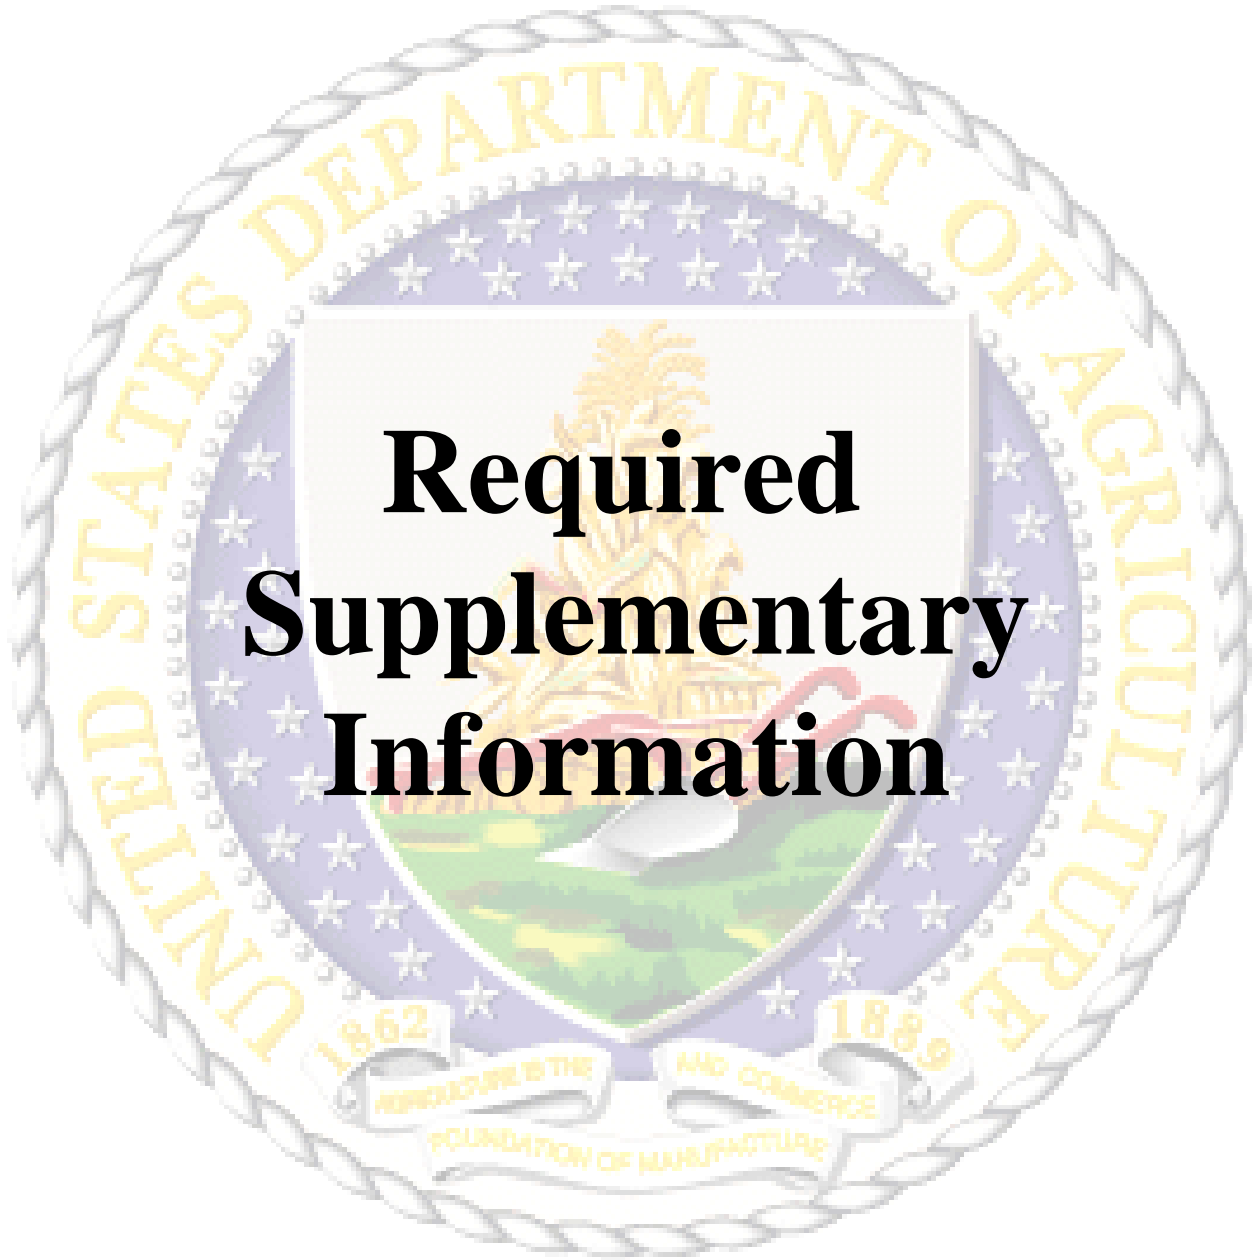 UNITED STATES DEPARTMENT OF AGRICULTURE
Required
Supplementary
Information
1862
1889
AGRICULTURE IS THE
FOUNDATION OF MANUFACTURE
AND COMMERCE